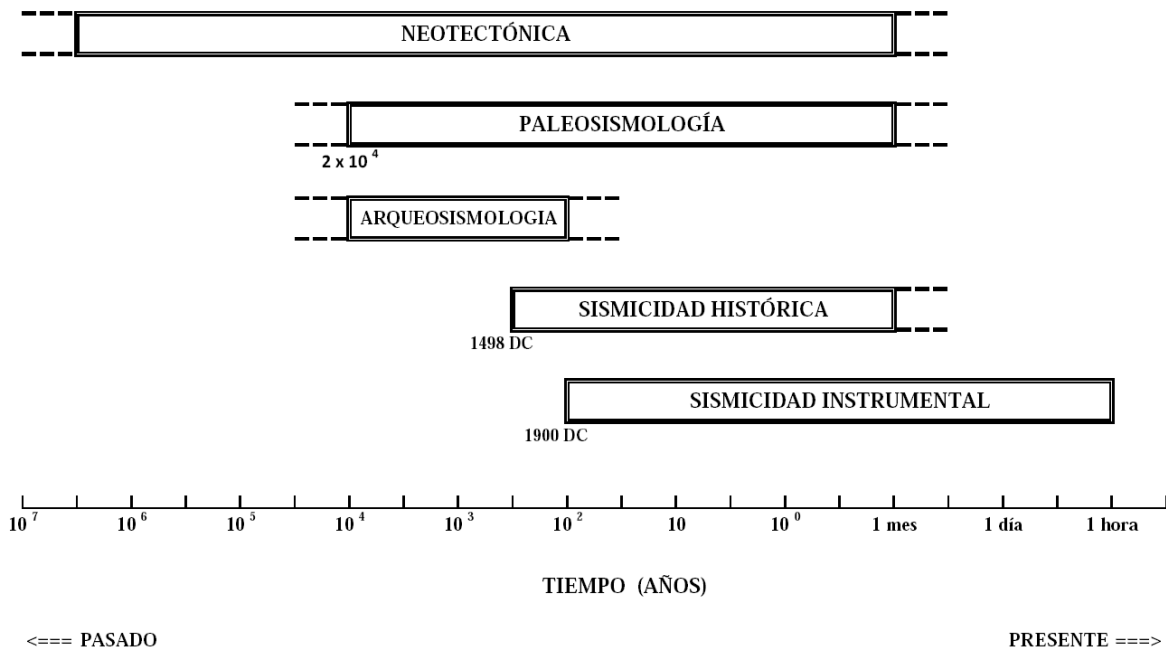 NEOTECTÓNICA
PALEOSISMOLOGÍA
2 x 10⁴
ARQUEOSISMOLOGIA
SISMICIDAD HISTÓRICA
1498 DC
SISMICIDAD INSTRUMENTAL
1900 DC
10⁷ 10⁶ 10⁵ 10⁴ 10³ 10² 10 10⁰ 1 mes 1 día 1 hora
TIEMPO (AÑOS)
<=== PASADO PRESENTE ===>